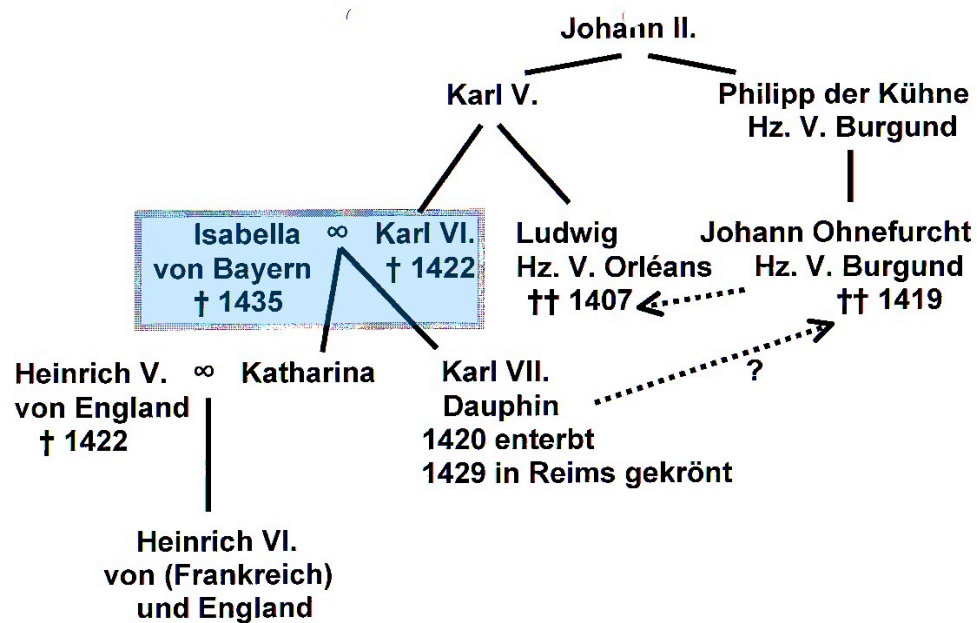 Johann II.
Karl V.
Philipp der Kühne
Hz. V. Burgund
Isabella ∞ Karl VI.
von Bayern † 1422
† 1435
Ludwig
Hz. V. Orléans
†† 1407
Johann Ohnefurcht
Hz. V. Burgund
†† 1419
Heinrich V. ∞ Katharina
von England
† 1422
Karl VII.
Dauphin
1420 enterbt
1429 in Reims gekrönt
?
Heinrich VI.
von (Frankreich)
und England